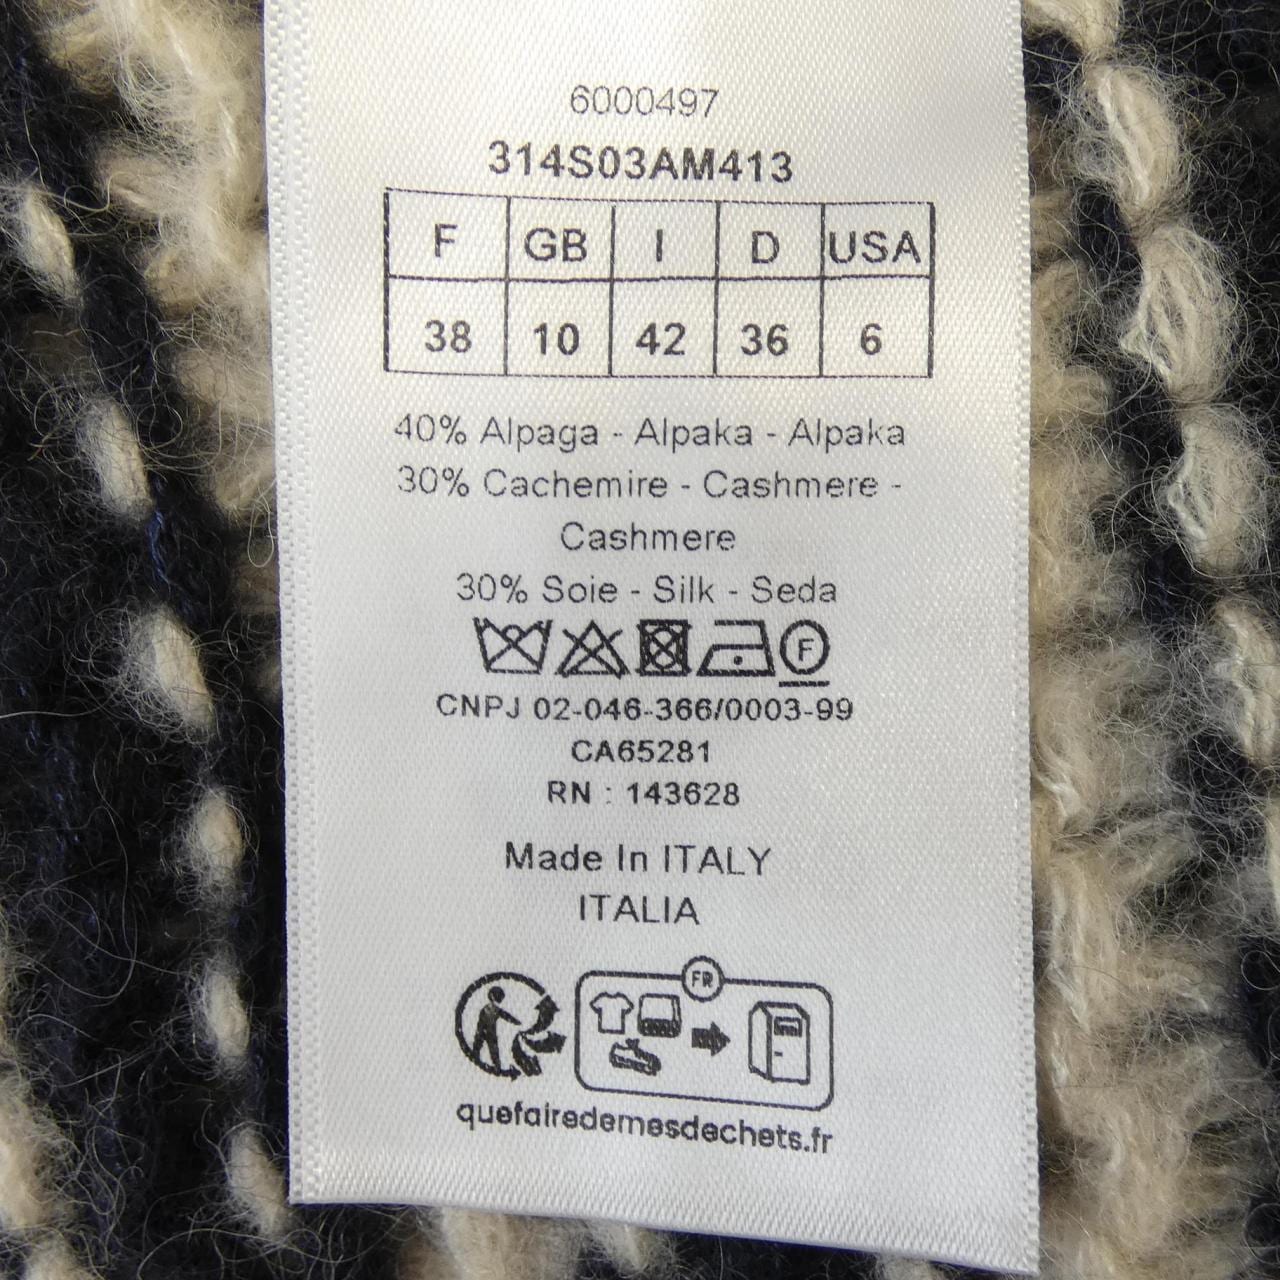 6000497
314S03AM413
F GB I D USA
38 10 42 36 6
40% Alpaga - Alpaka - Alpaka
30% Cachemire - Cashmere -
Cashmere
30% Soie - Silk - Seda
F
CNPJ 02-046-366/0003-99
CA65281
RN : 143628
Made In ITALY
ITALIA
FR
quefairedemesdechets.fr